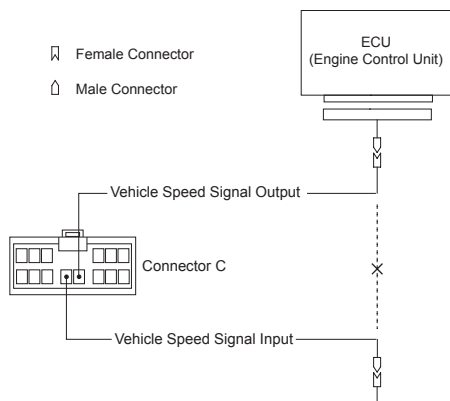 ECU
(Engine Control Unit)
Female Connector
Male Connector
Vehicle Speed Signal Output
Connector C
Vehicle Speed Signal Input